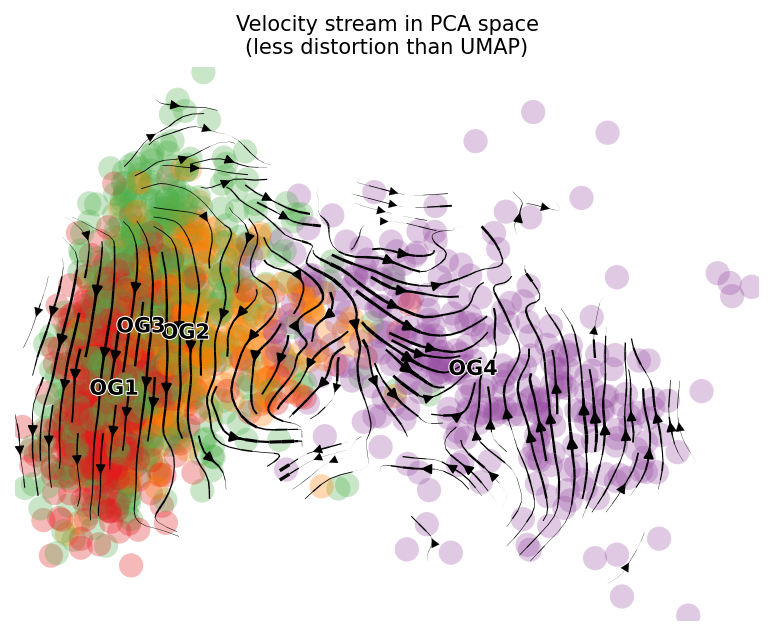 Velocity stream in PCA space
(less distortion than UMAP)
OG3 OG2
OG4
OG1